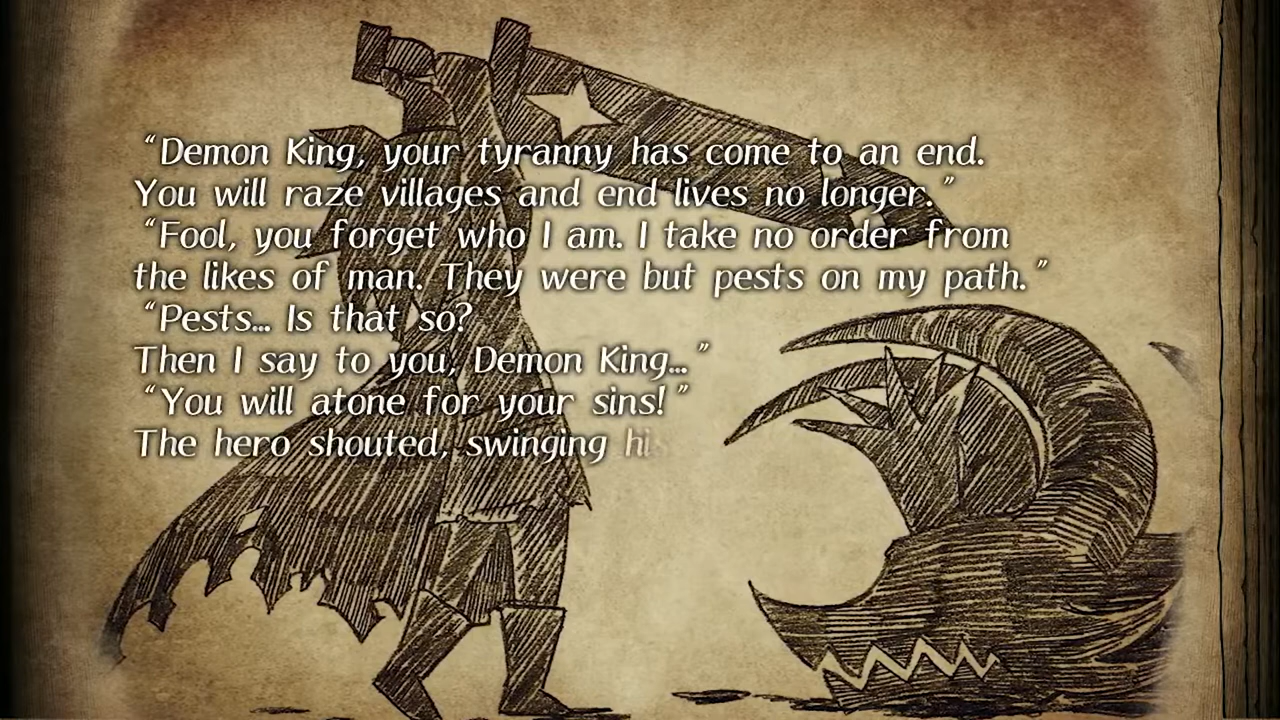 “Demon King, your tyranny has come to an end.
You will raze villages and end lives no longer.”
“Fool, you forget who I am. I take no order from
the likes of man. They were but pests on my path.”
“Pests... Is that so?
Then I say to you, Demon King...”
“You will atone for your sins!”
The hero shouted, swinging his